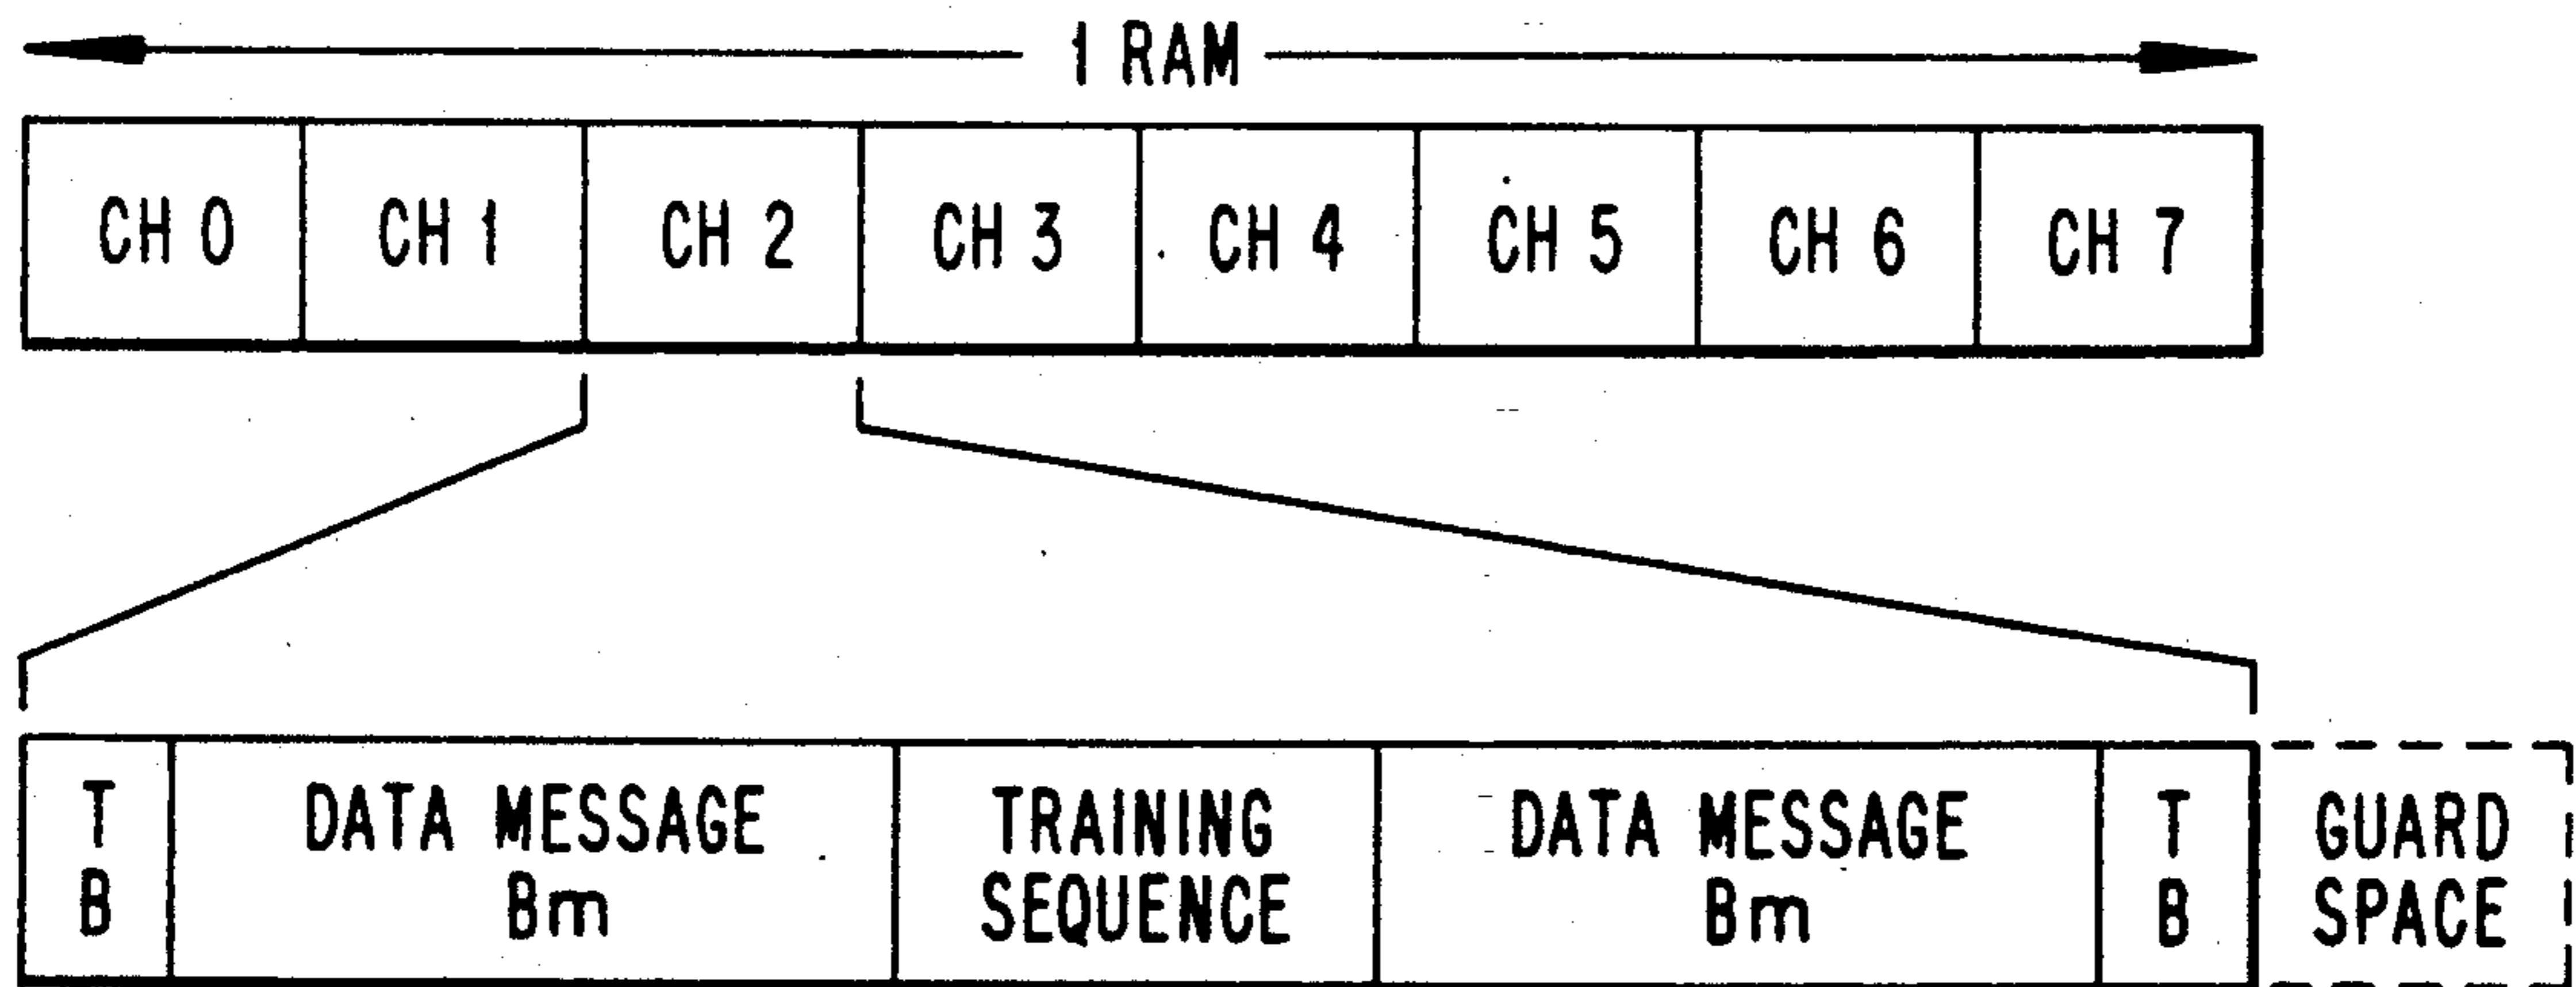 1 RAM
CH 0 CH 1 CH 2 CH 3 CH 4 CH 5 CH 6 CH 7
T B
DATA MESSAGE
Bm
TRAINING
SEQUENCE
DATA MESSAGE
Bm
T B
GUARD
SPACE